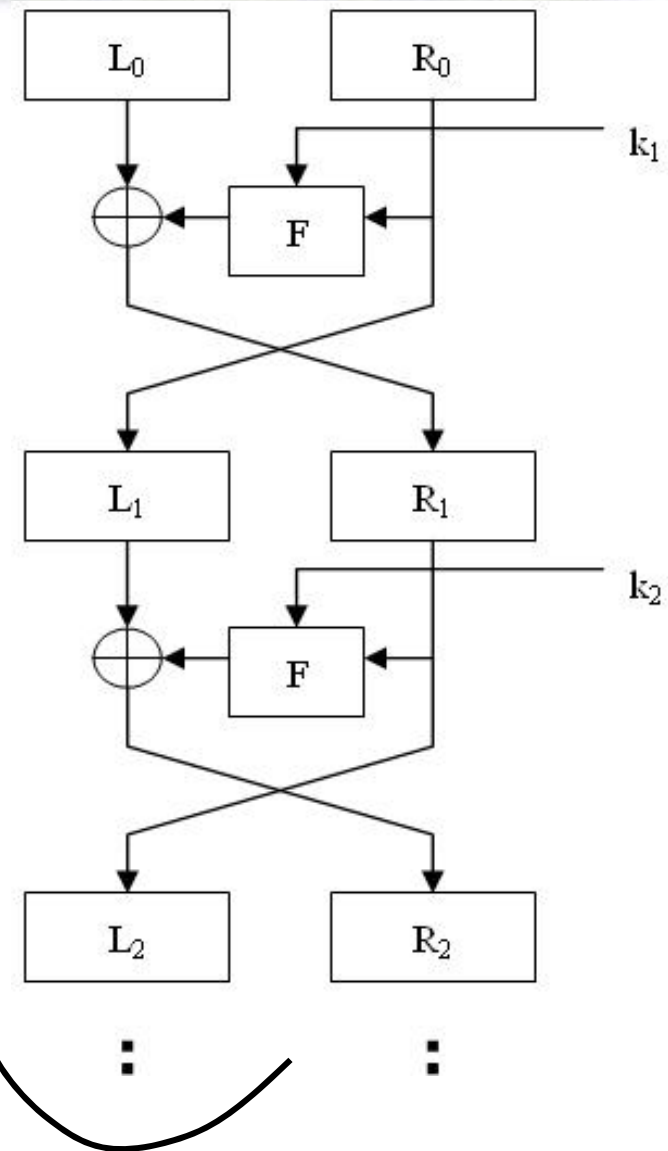 L₀ R₀
k₁
F
L₁ R₁
k₂
F
L₂ R₂
: :